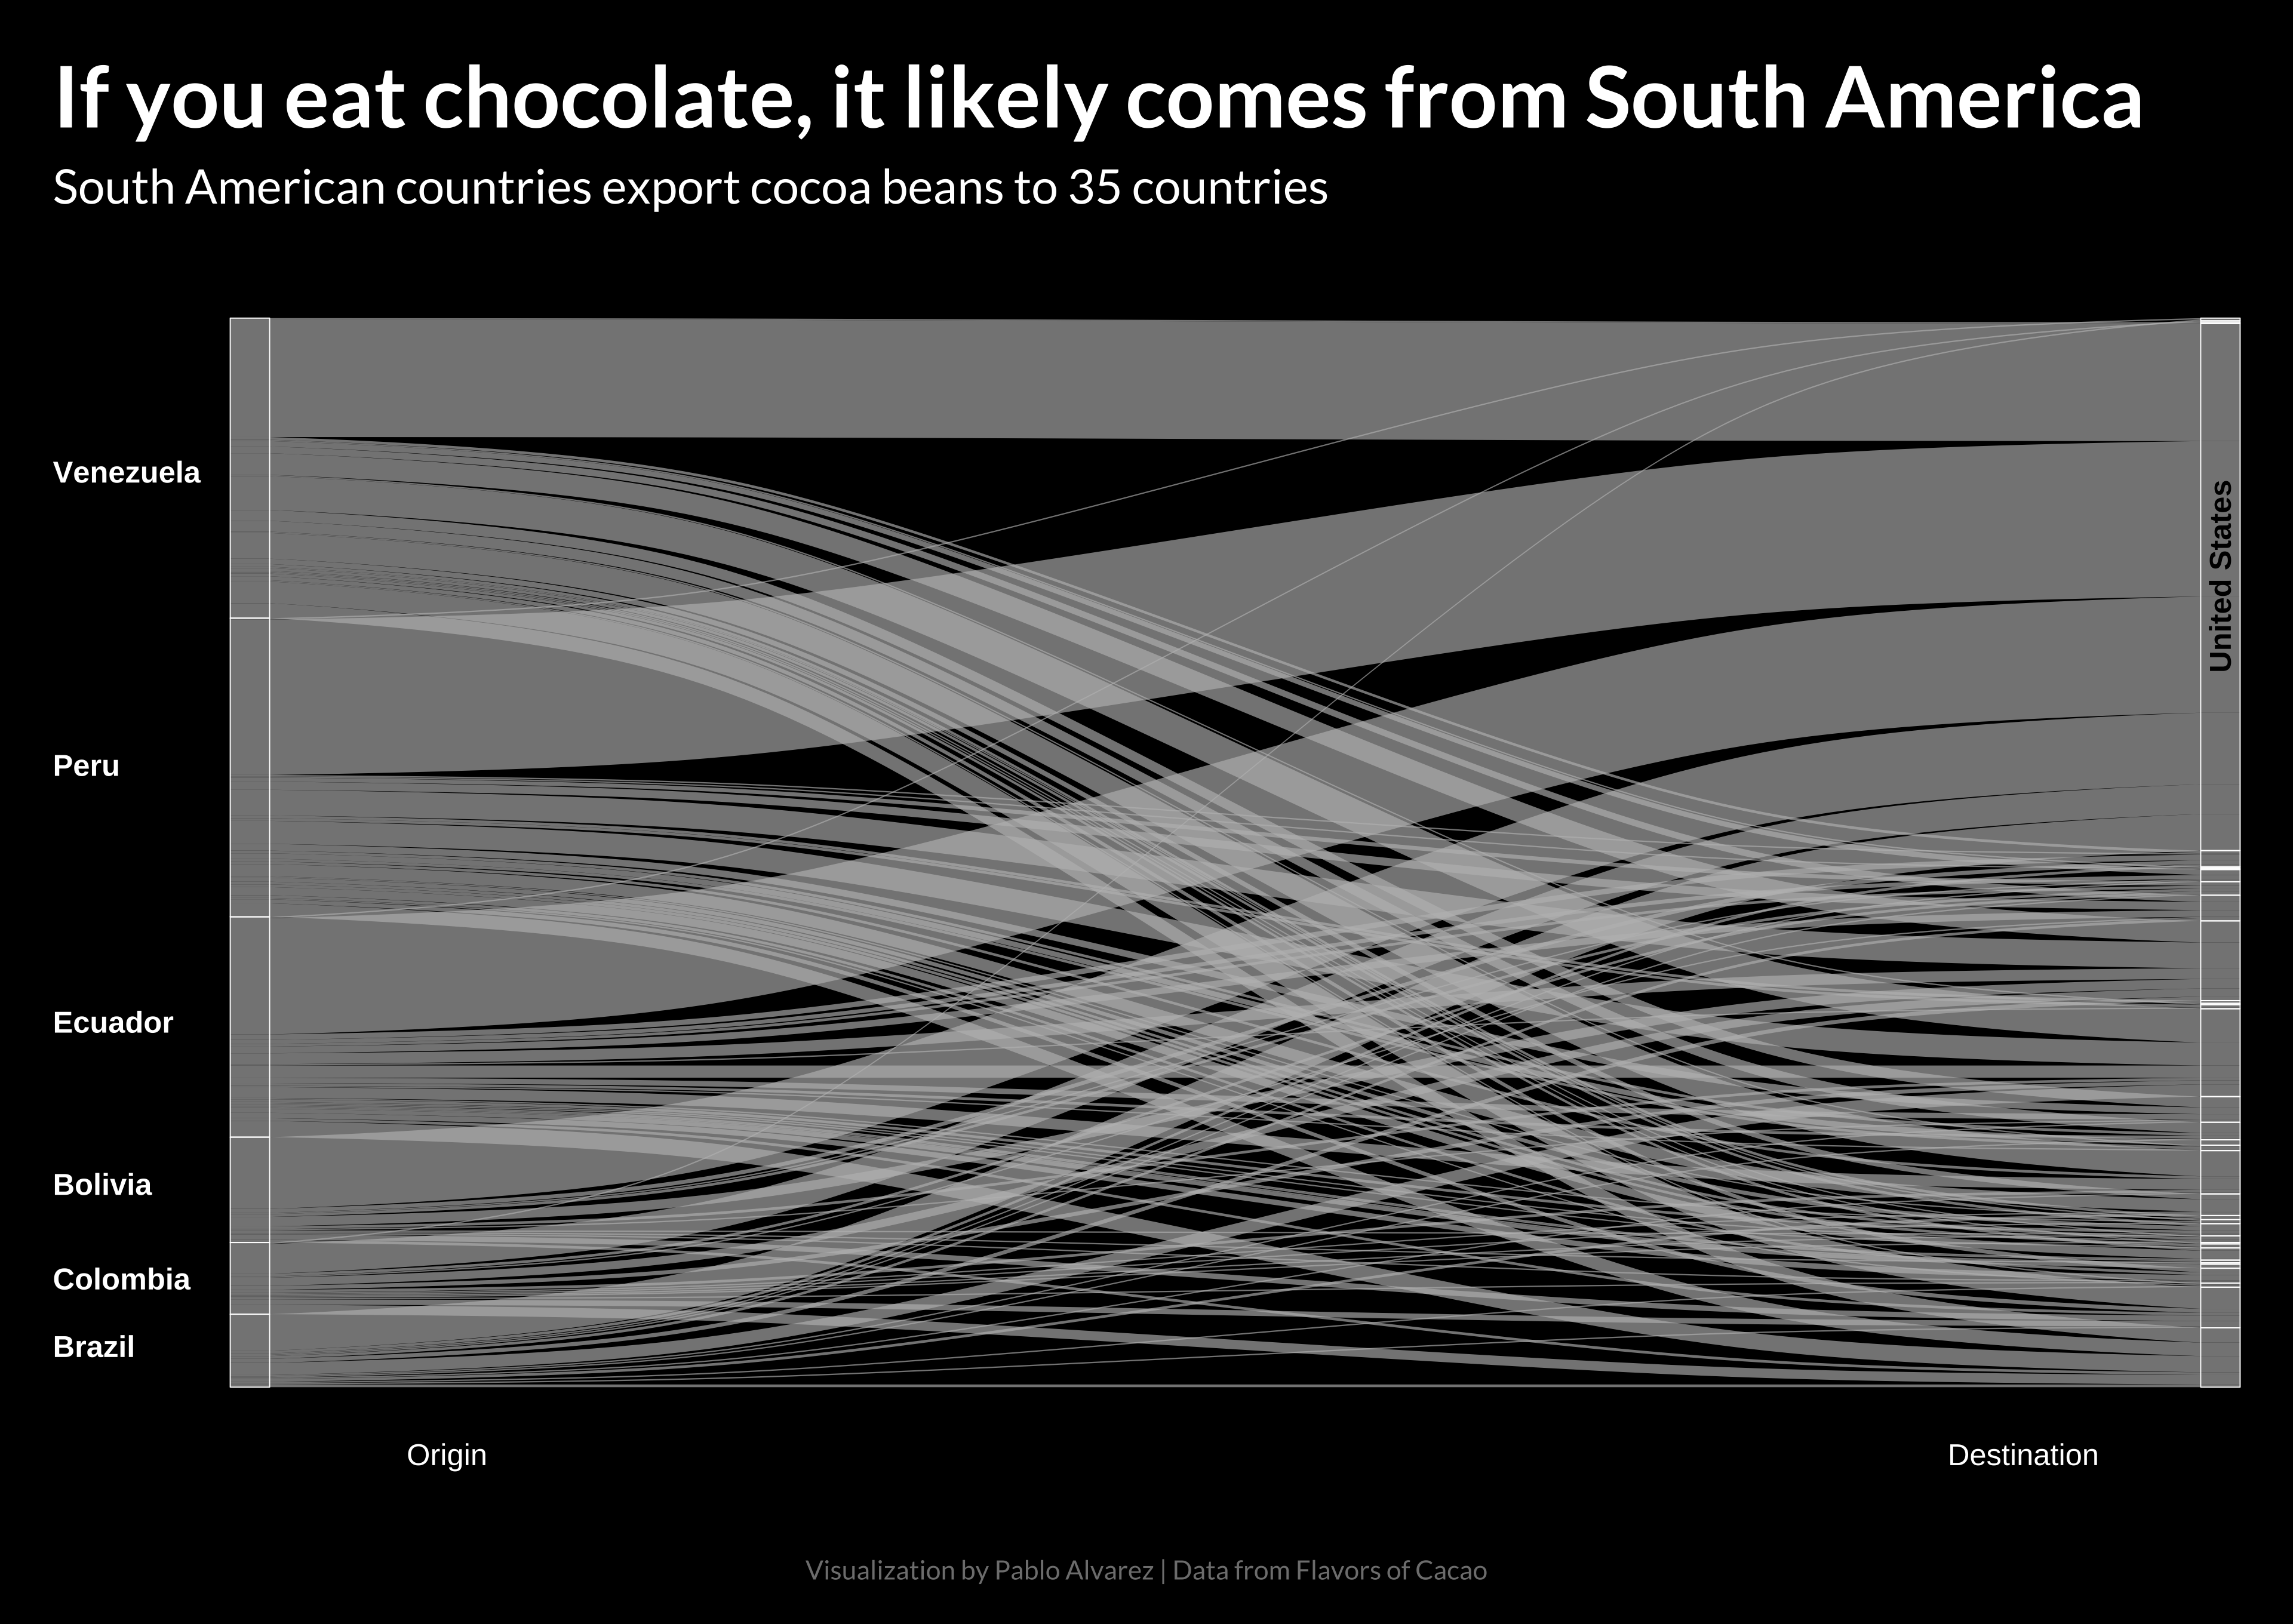 If you eat chocolate, it likely comes from South America
South American countries export cocoa beans to 35 countries
Venezuela
Peru
Ecuador
Bolivia
Colombia
Brazil
United States
Origin
Destination
Visualization by Pablo Alvarez | Data from Flavors of Cacao